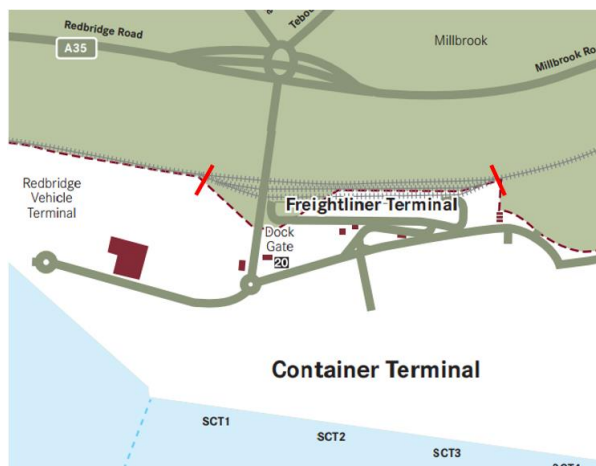 Redbridge Road
A35
Millbrook
Millbrook Ro
Redbridge
Vehicle
Terminal
Freightliner Terminal
Dock
Gate
20
Container Terminal
SCT1
SCT2
SCT3